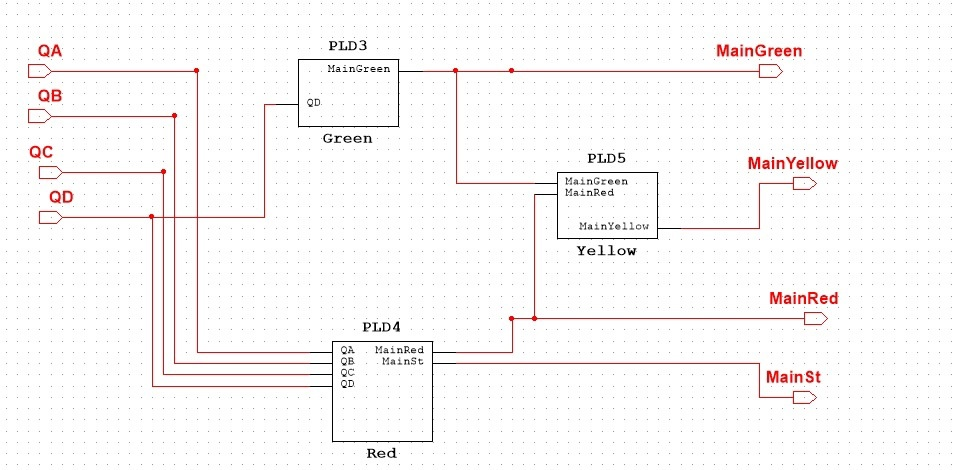 PLD3
QA
MainGreen
MainGreen
QB
QD
Green
QC
PLD5
MainYellow
QD
MainGreen
MainRed
MainYellow
Yellow
MainRed
PLD4
QA MainRed
QB MainSt
QC
QD
MainSt
Red